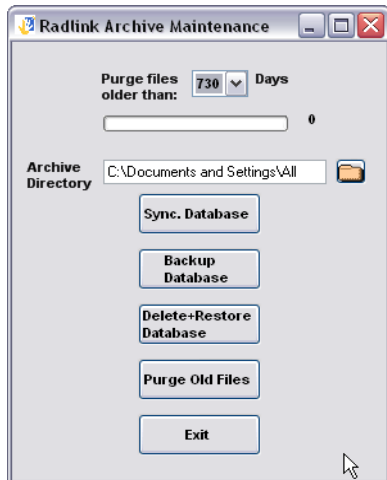 Radlink Archive Maintenance
Purge files older than: 730 Days
0
Archive Directory C:\Documents and Settings\All
Sync. Database
Backup
Database
Delete+Restore
Database
Purge Old Files
Exit